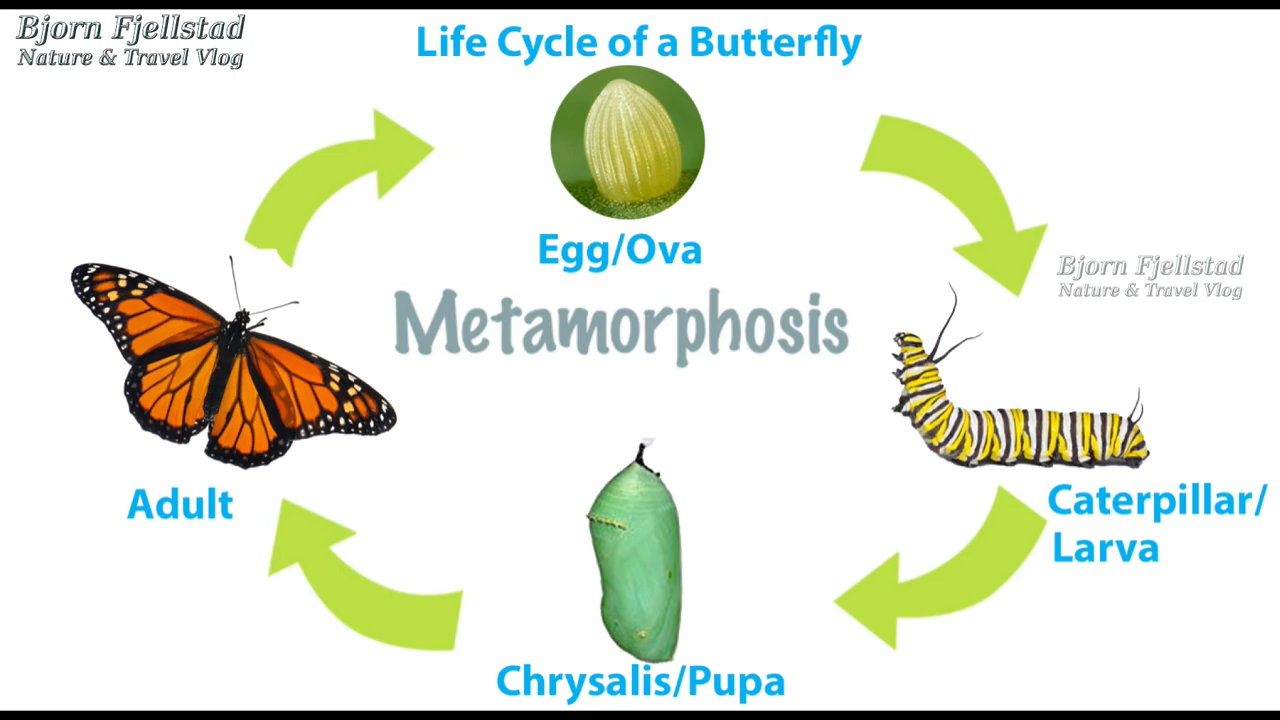 Bjorn Fjellstad
Nature & Travel Vlog
Life Cycle of a Butterfly
Egg/Ova
Bjorn Fjellstad
Nature & Travel Vlog
Metamorphosis
Adult
Caterpillar/
Larva
Chrysalis/Pupa